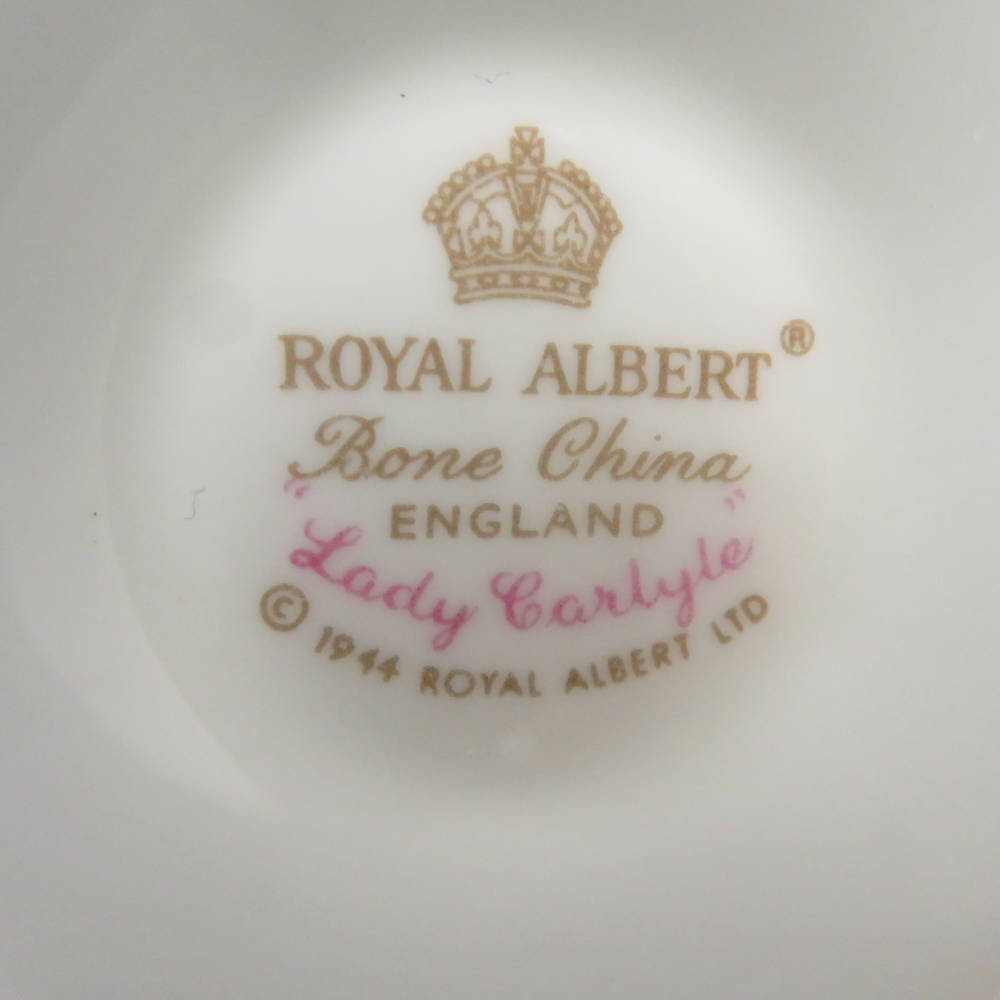 ROYAL ALBERT®
Bone China
ENGLAND
"Lady Carlyle"
© 1944 ROYAL ALBERT LTD